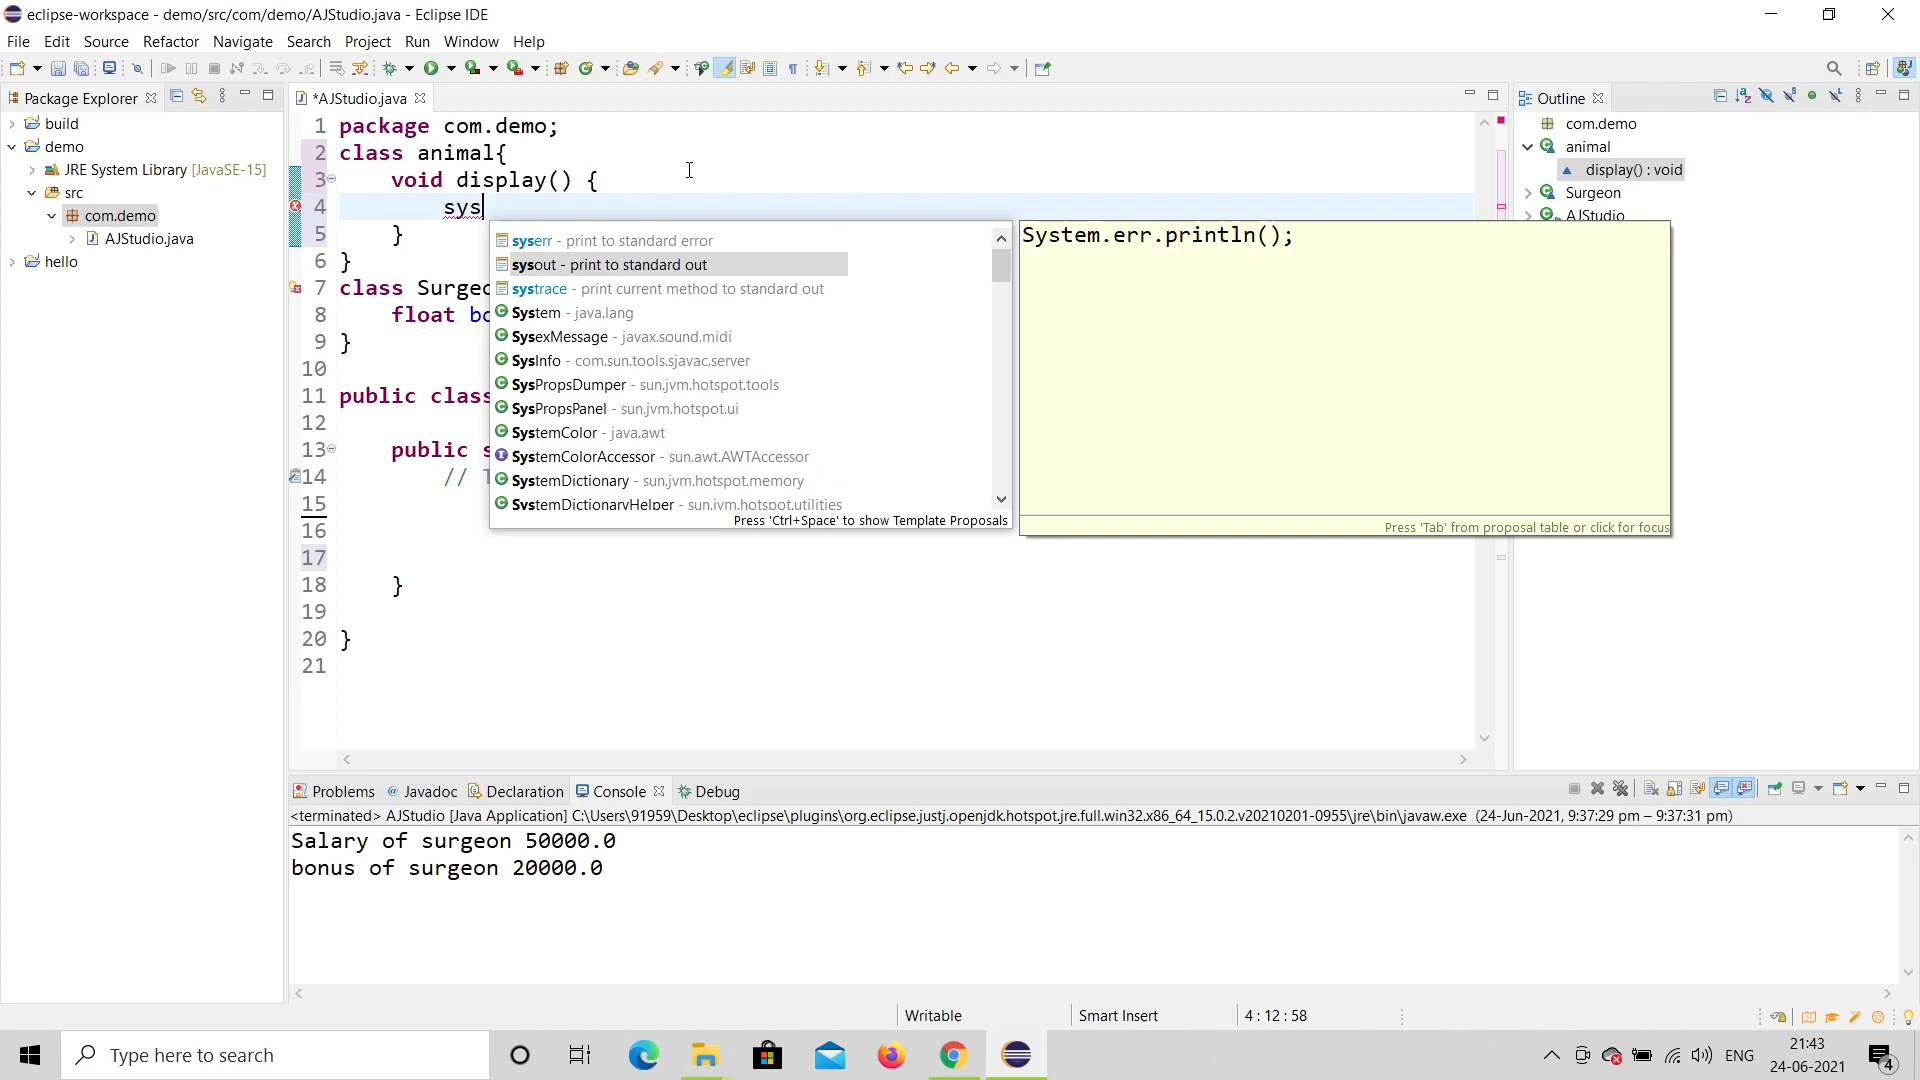 eclipse-workspace - demo/src/com/demo/AJStudio.java - Eclipse IDE
File Edit Source Refactor Navigate Search Project Run Window Help
Package Explorer
build
demo
JRE System Library [JavaSE-15]
src
com.demo
AJStudio.java
hello
*AJStudio.java
1 package com.demo;
2 class animal{
3 void display() {
4 sys
5 }
6 }
7 class Surgeo
8 float bo
9 }
10
11 public class
12
13 public s
14 // T
15
16
17
18 }
19
20 }
21
syserr - print to standard error
sysout - print to standard out
systrace - print current method to standard out
System - java.lang
SysexMessage - javax.sound.midi
SysInfo - com.sun.tools.sjavac.server
SysPropsDumper - sun.jvm.hotspot.tools
SysPropsPanel - sun.jvm.hotspot.ui
SystemColor - java.awt
SystemColorAccessor - sun.awt.AWTAccessor
SystemDictionary - sun.jvm.hotspot.memory
SystemDictionaryHelper - sun.jvm.hotspot.utilities
Press 'Ctrl+Space' to show Template Proposals
System.err.println();
Press 'Tab' from proposal table or click for focus
Outline
com.demo
animal
display() : void
Surgeon
AJStudio
Problems Javadoc Declaration Console Debug
<terminated> AJStudio [Java Application] C:\Users\91959\Desktop\eclipse\plugins\org.eclipse.justj.openjdk.hotspot.jre.full.win32.x86_64_15.0.2.v20210201-0955\jre\bin\javaw.exe (24-Jun-2021, 9:37:29 pm – 9:37:31 pm)
Salary of surgeon 50000.0
bonus of surgeon 20000.0
Writable Smart Insert 4 : 12 : 58
Type here to search
ENG
21:43
24-06-2021
4